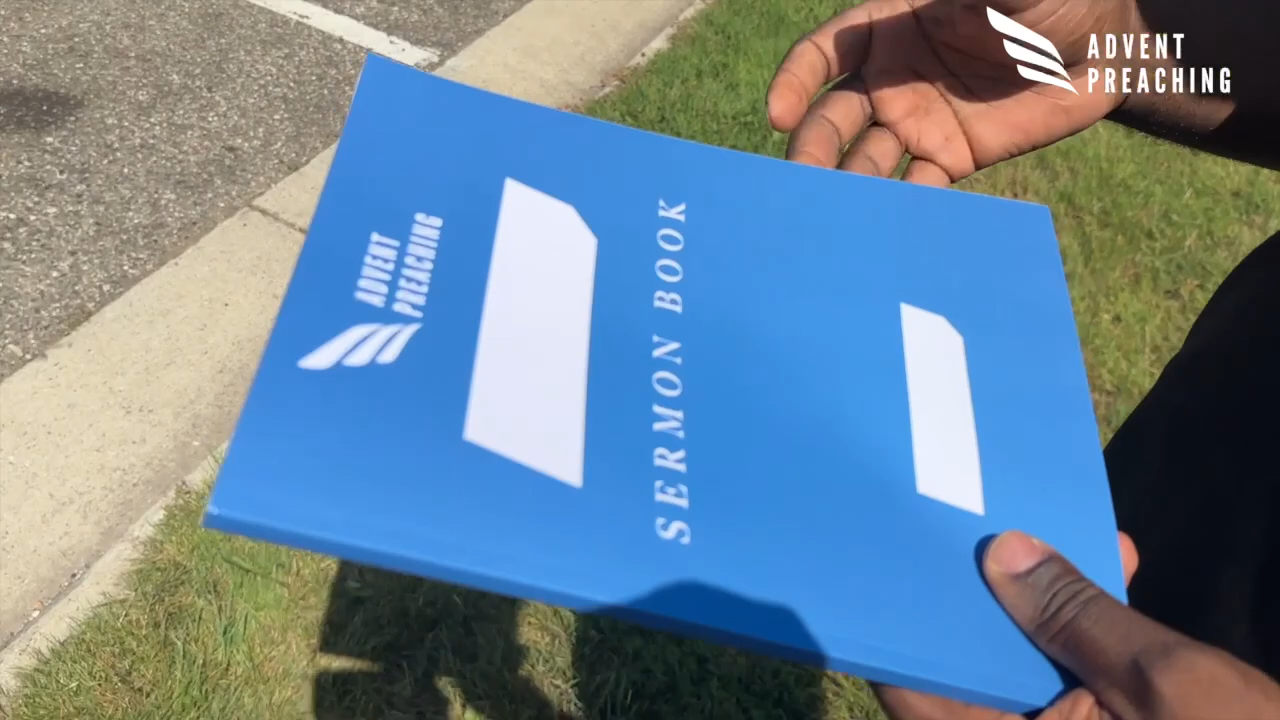 ADVENT
PREACHING
ADVENT
PREACHING
SERMON BOOK